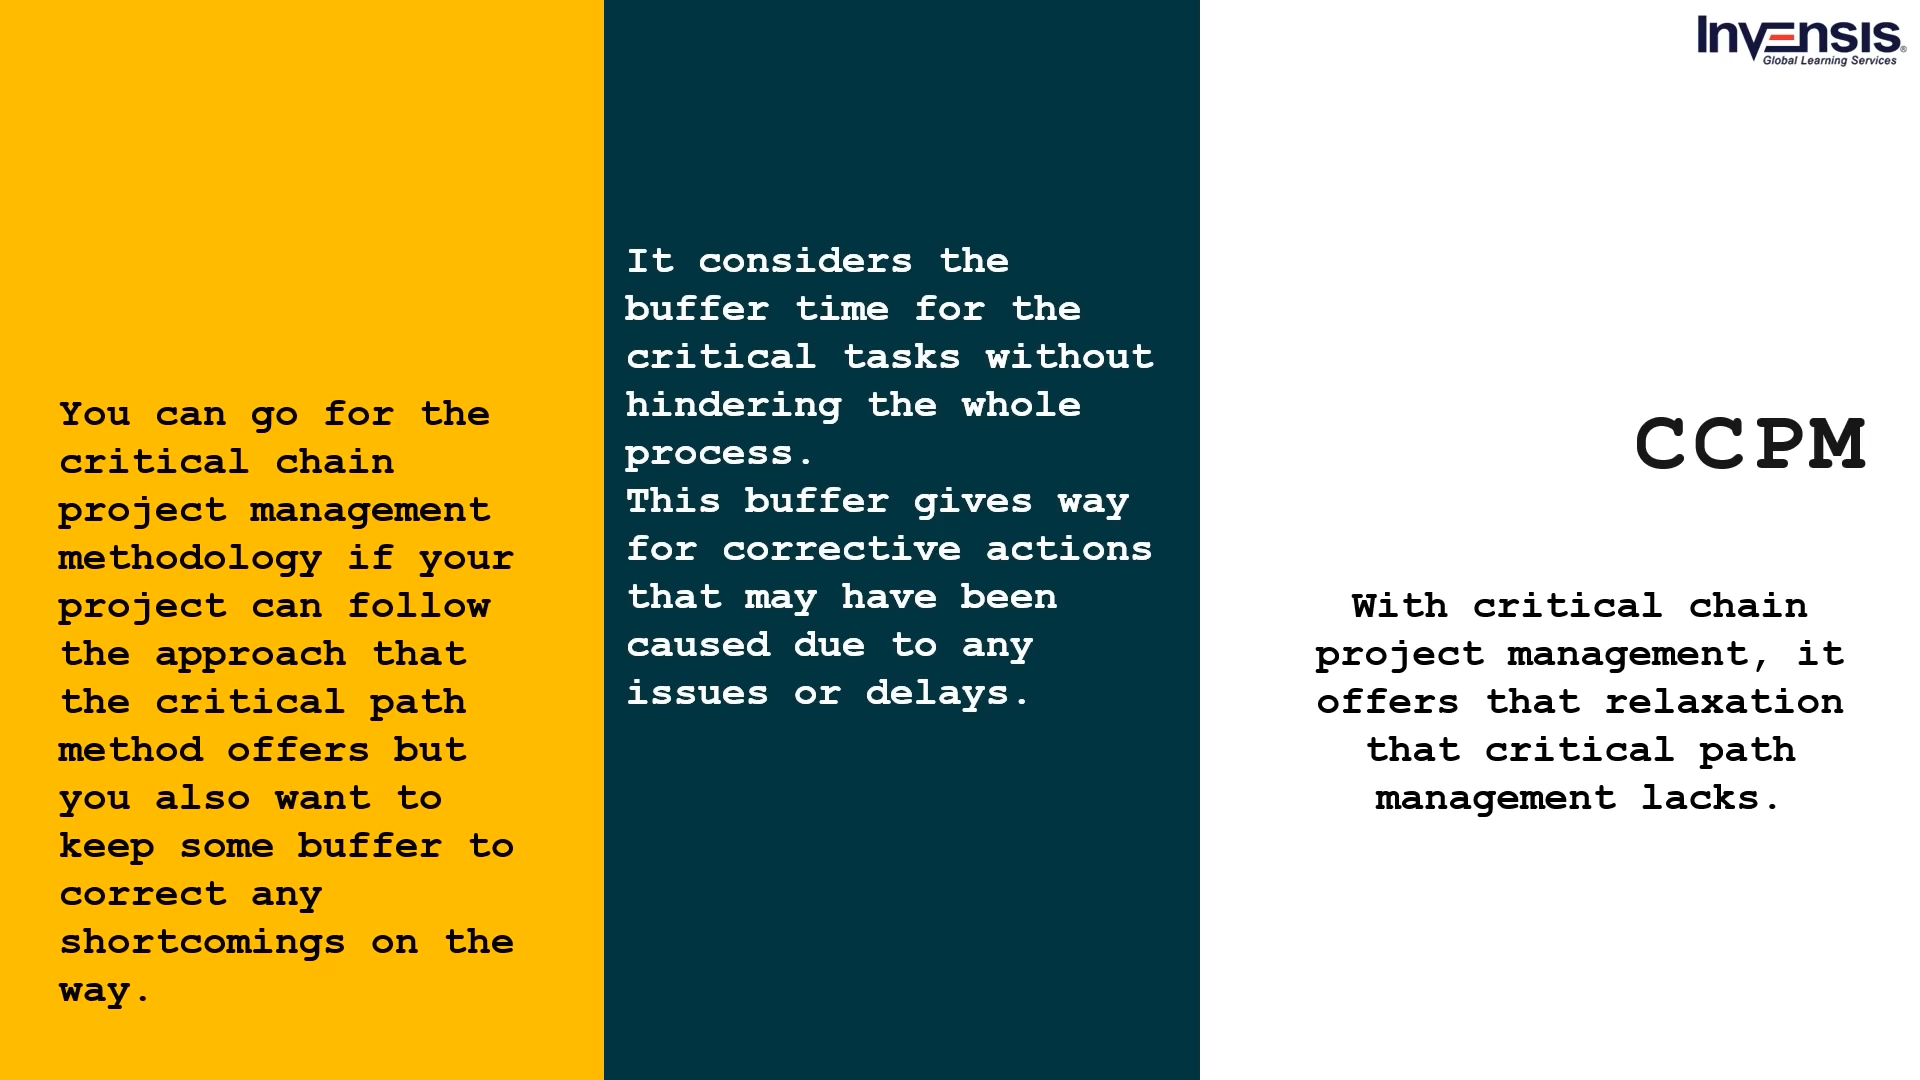 Invensis®
Global Learning Services
You can go for the
critical chain
project management
methodology if your
project can follow
the approach that
the critical path
method offers but
you also want to
keep some buffer to
correct any
shortcomings on the
way.
It considers the
buffer time for the
critical tasks without
hindering the whole
process.
This buffer gives way
for corrective actions
that may have been
caused due to any
issues or delays.
CCPM
With critical chain
project management, it
offers that relaxation
that critical path
management lacks.